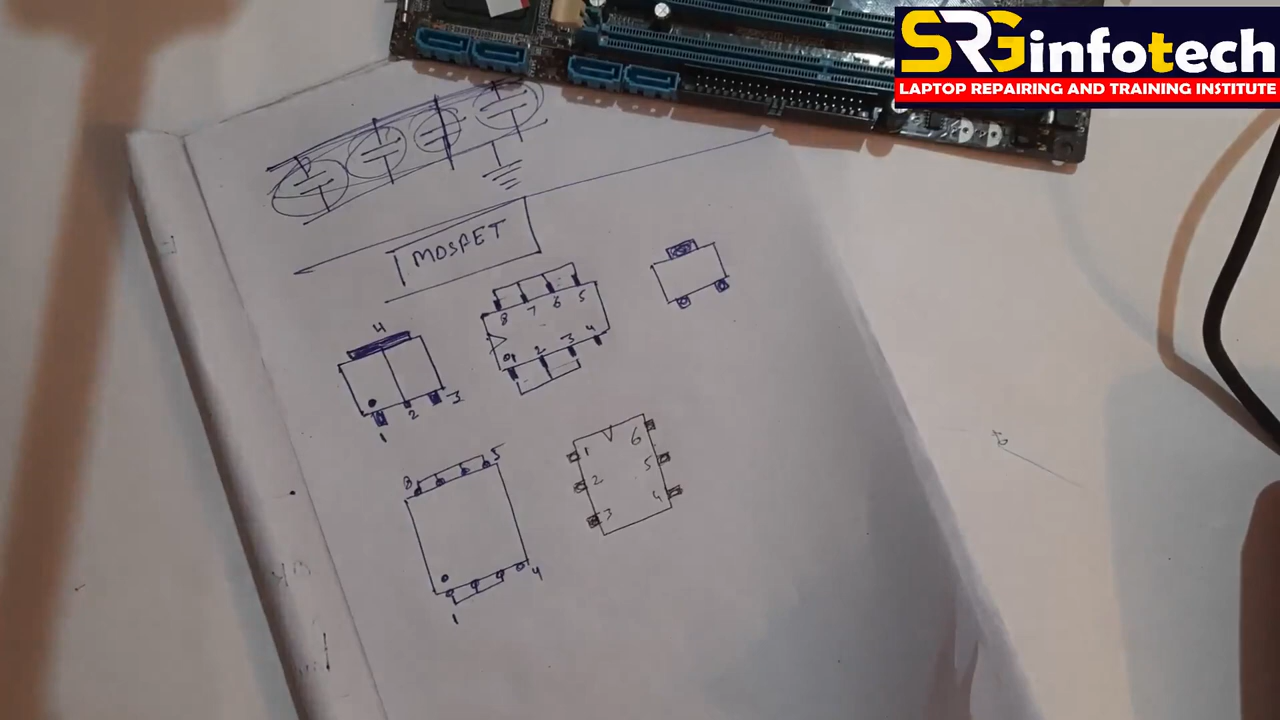 SRGinfotech
LAPTOP REPAIRING AND TRAINING INSTITUTE
MOSFET
8 7 6 5
1 2 3 4
4
1 2 3
8 5
1 4
1 6
2 5
3 4